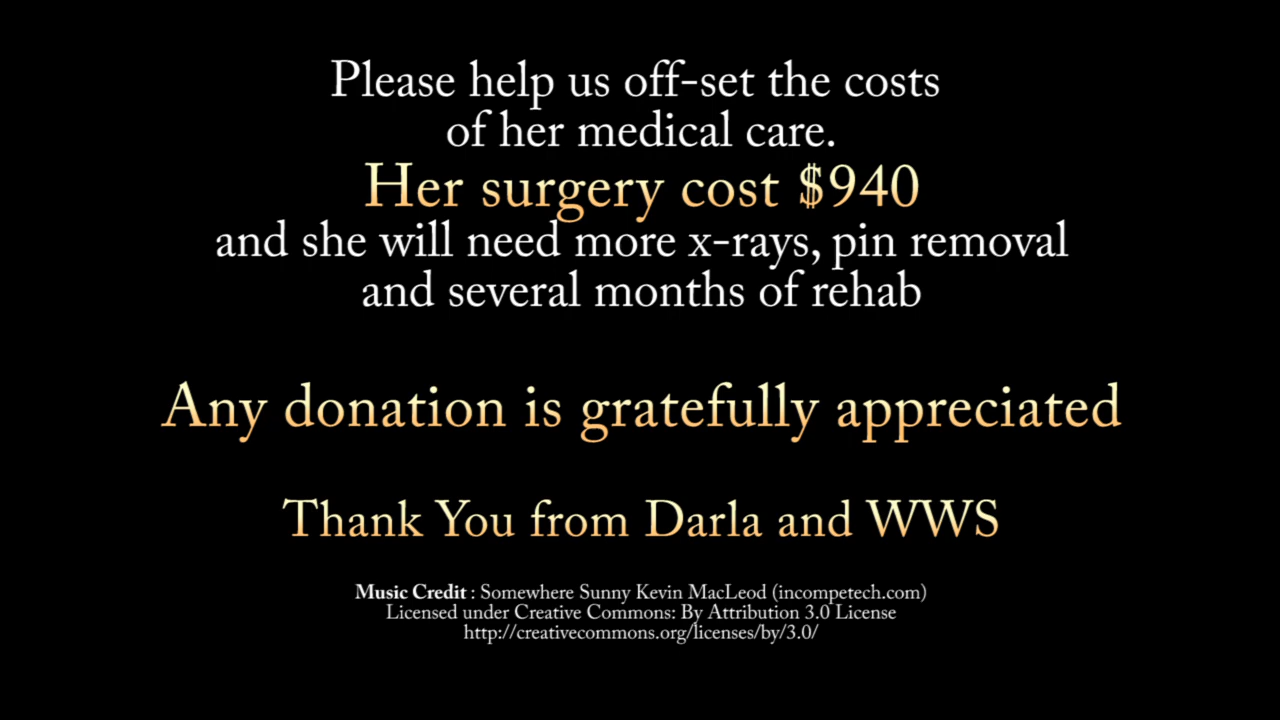 Please help us off-set the costs
of her medical care.
Her surgery cost $940
and she will need more x-rays, pin removal
and several months of rehab
Any donation is gratefully appreciated
Thank You from Darla and WWS
Music Credit : Somewhere Sunny Kevin MacLeod (incompetech.com)
Licensed under Creative Commons: By Attribution 3.0 License
http://creativecommons.org/licenses/by/3.0/